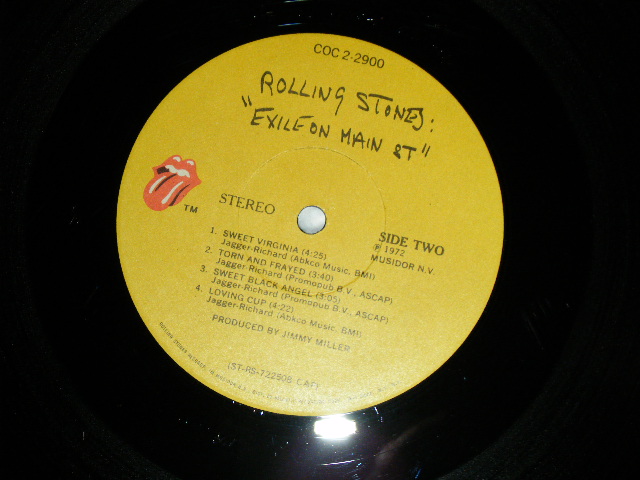 COC 2-2900
ROLLING STONES:
"EXILE ON MAIN ST"
TM
STEREO
SIDE TWO
℗ 1972
MUSIDOR N.V.
1. SWEET VIRGINIA (4:25)
Jagger-Richard (Abkco Music, BMI)
2. TORN AND FRAYED (3:40)
Jagger-Richard (Promopub B.V., ASCAP)
3. SWEET BLACK ANGEL (3:05)
Jagger-Richard (Promopub B.V., ASCAP)
4. LOVING CUP (4:22)
Jagger-Richard (Abkco Music, BMI)
PRODUCED BY JIMMY MILLER
(ST-RS-722506-CAT)